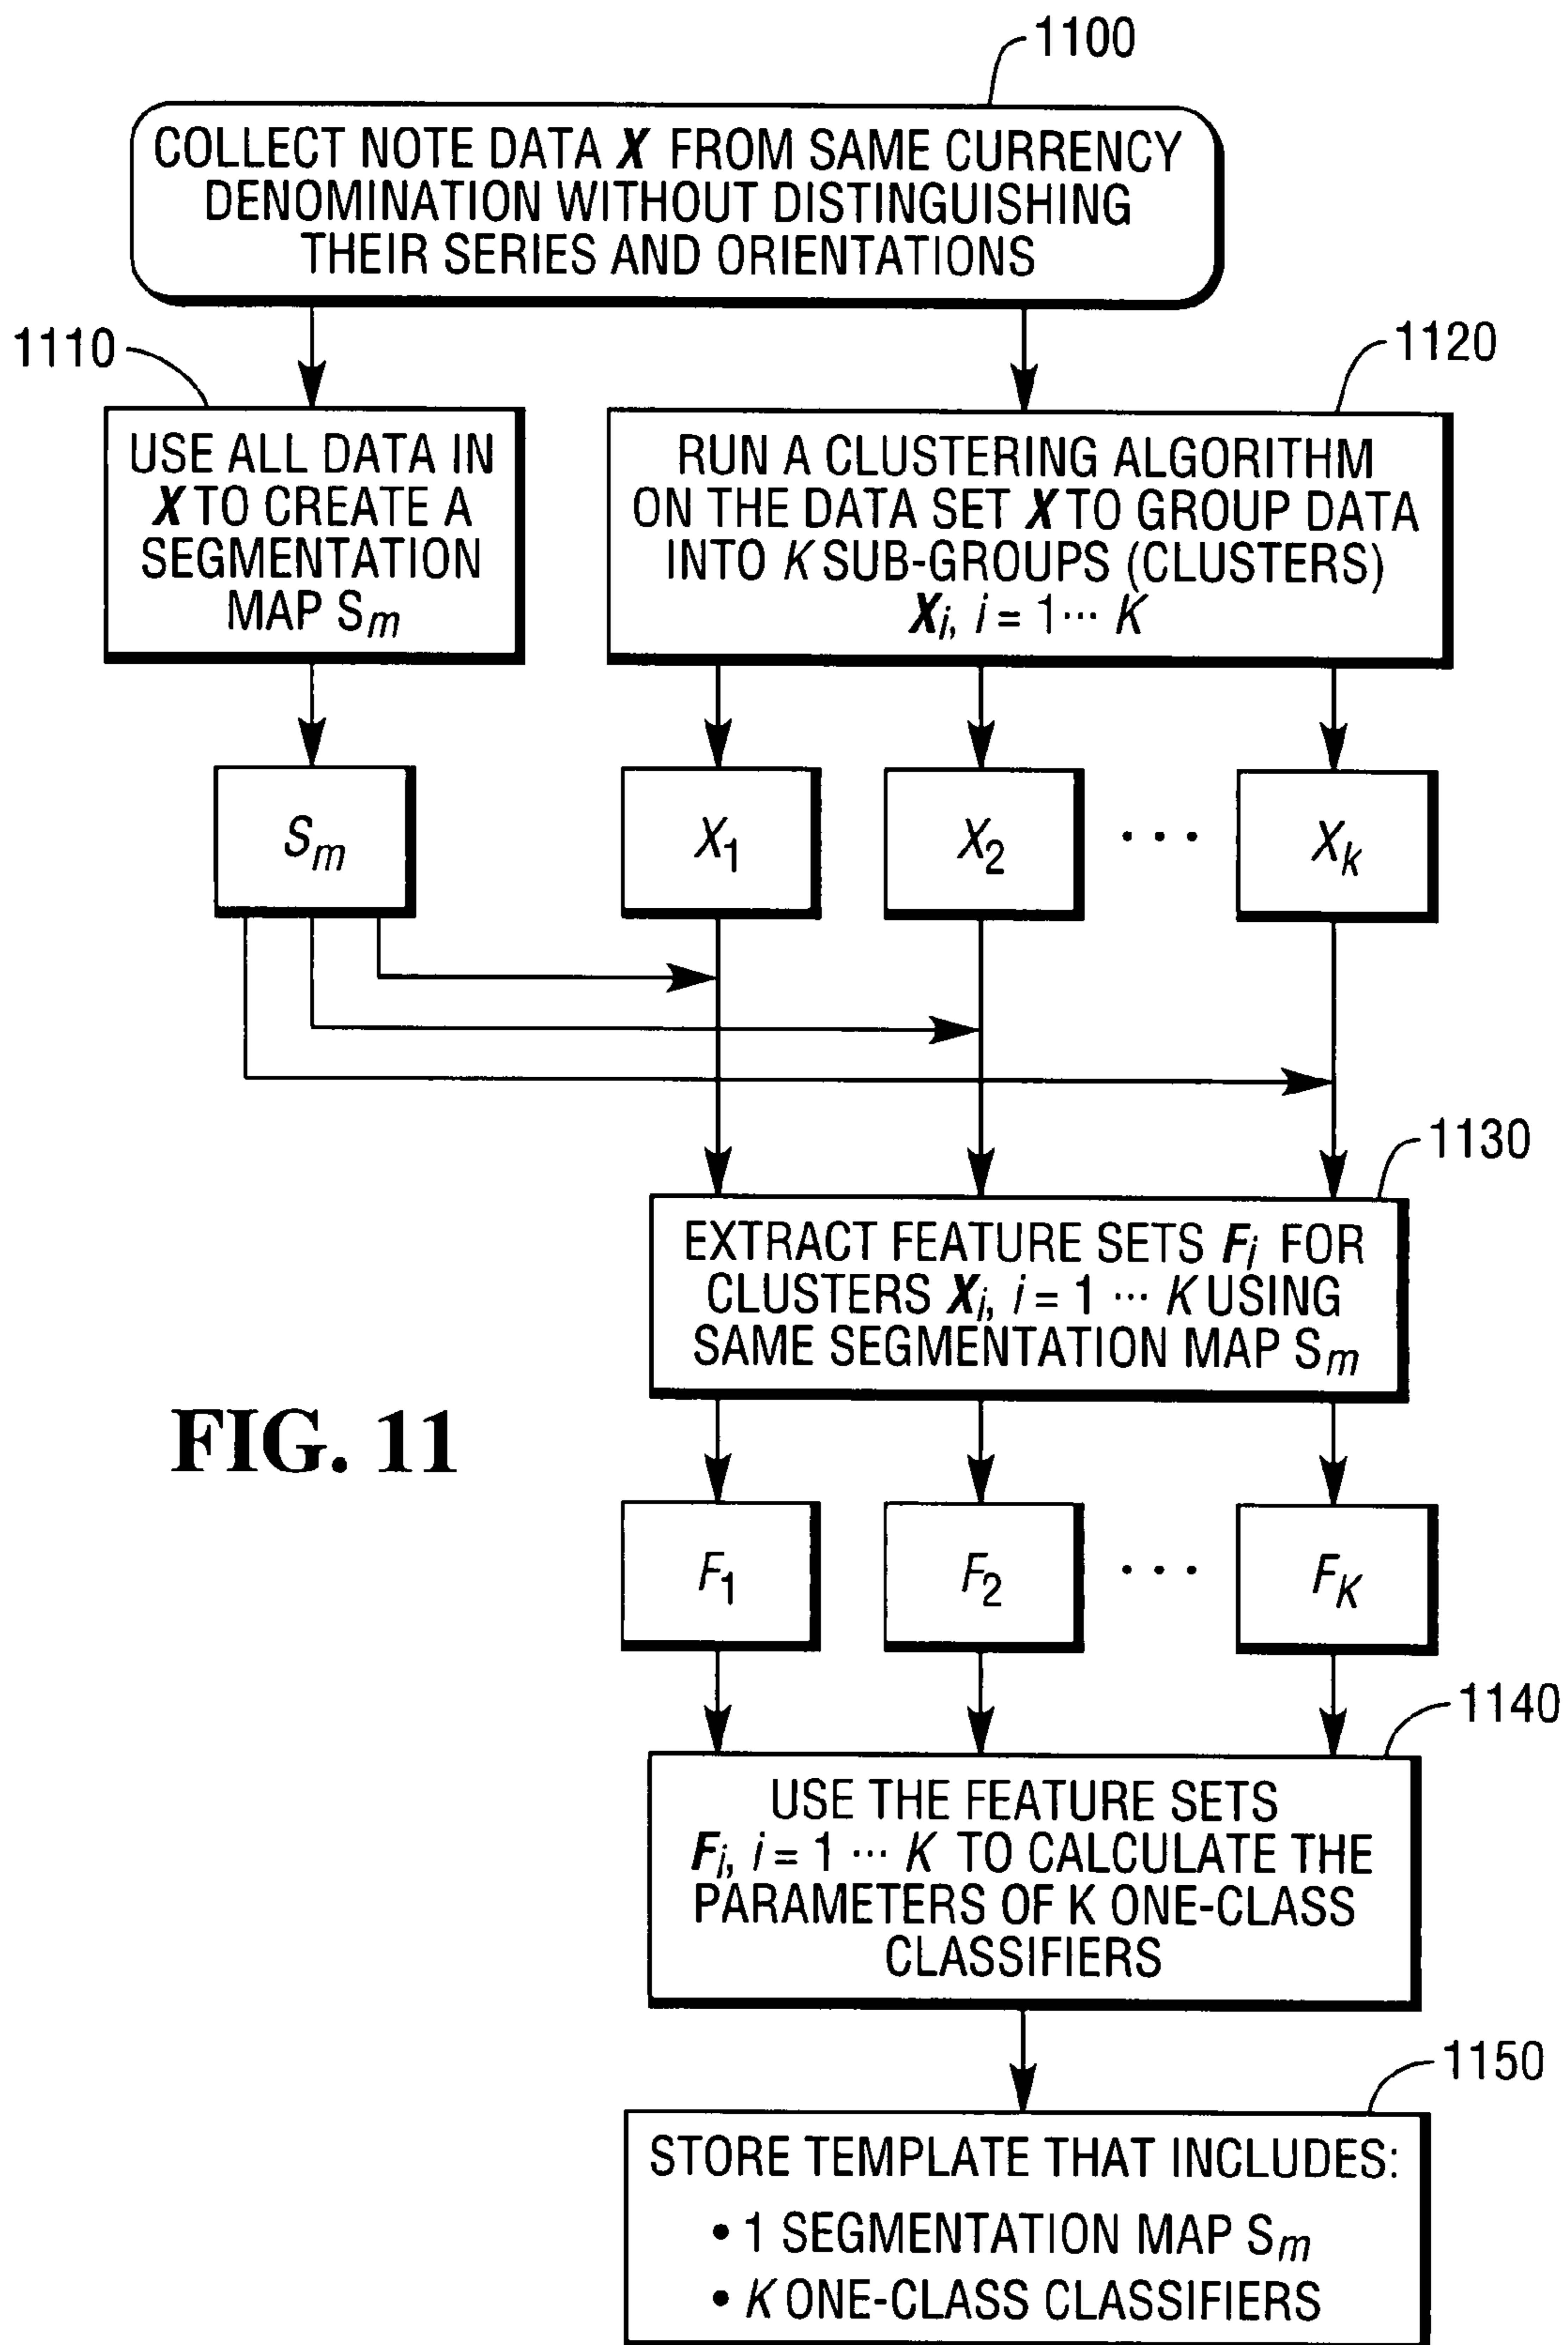 1100
COLLECT NOTE DATA X FROM SAME CURRENCY
DENOMINATION WITHOUT DISTINGUISHING
THEIR SERIES AND ORIENTATIONS
1110
1120
USE ALL DATA IN
X TO CREATE A
SEGMENTATION
MAP Sm
RUN A CLUSTERING ALGORITHM
ON THE DATA SET X TO GROUP DATA
INTO K SUB-GROUPS (CLUSTERS)
Xi, i = 1 ··· K
Sm
X1
X2
···
Xk
1130
EXTRACT FEATURE SETS Fi FOR
CLUSTERS Xi, i = 1 ··· K USING
SAME SEGMENTATION MAP Sm
FIG. 11
F1
F2
···
FK
1140
USE THE FEATURE SETS
Fi, i = 1 ··· K TO CALCULATE THE
PARAMETERS OF K ONE-CLASS
CLASSIFIERS
1150
STORE TEMPLATE THAT INCLUDES:
• 1 SEGMENTATION MAP Sm
• K ONE-CLASS CLASSIFIERS